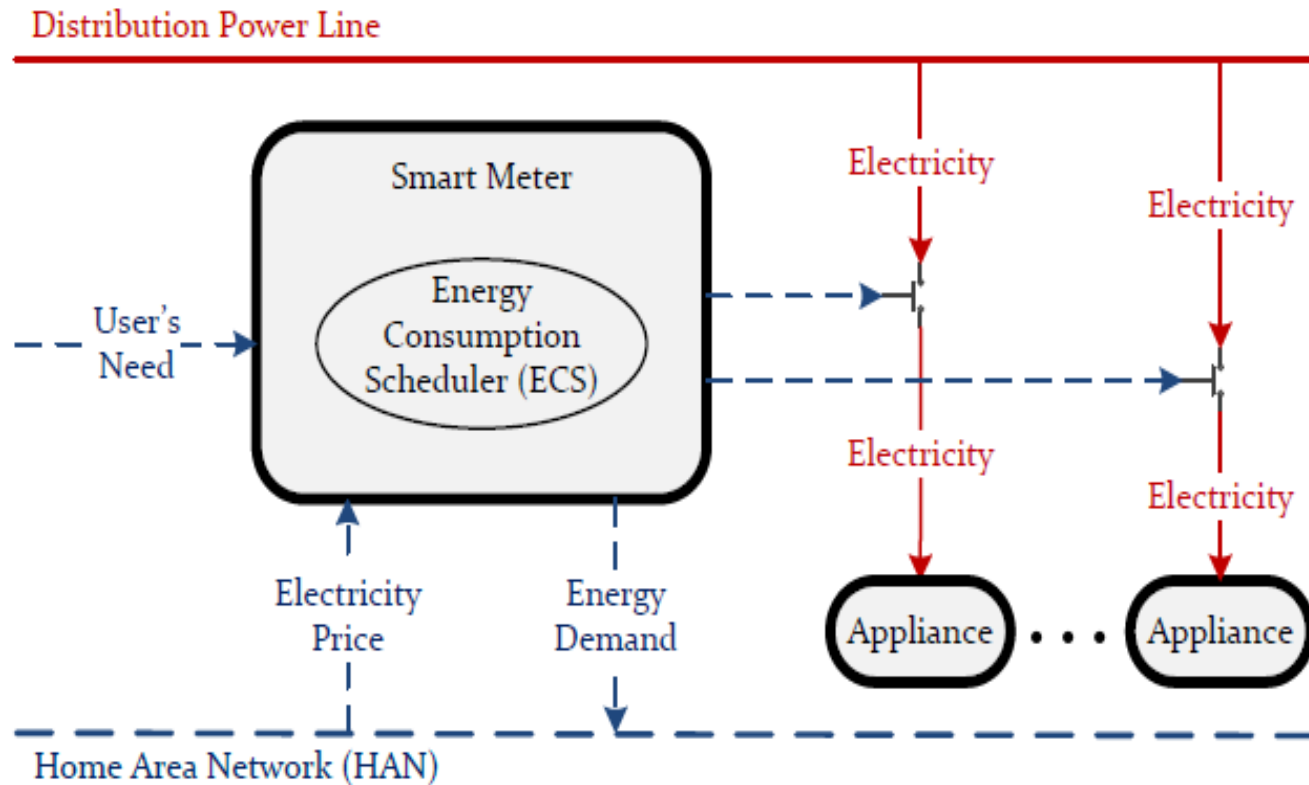 Distribution Power Line
Smart Meter
Energy
Consumption
Scheduler (ECS)
User's
Need
Electricity
Electricity
Electricity
Electricity
Electricity
Price
Energy
Demand
Appliance
Appliance
Home Area Network (HAN)